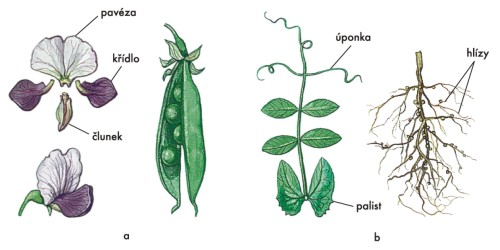 pavéza
křídlo
člunek
a
úponka
hlízy
palist
b